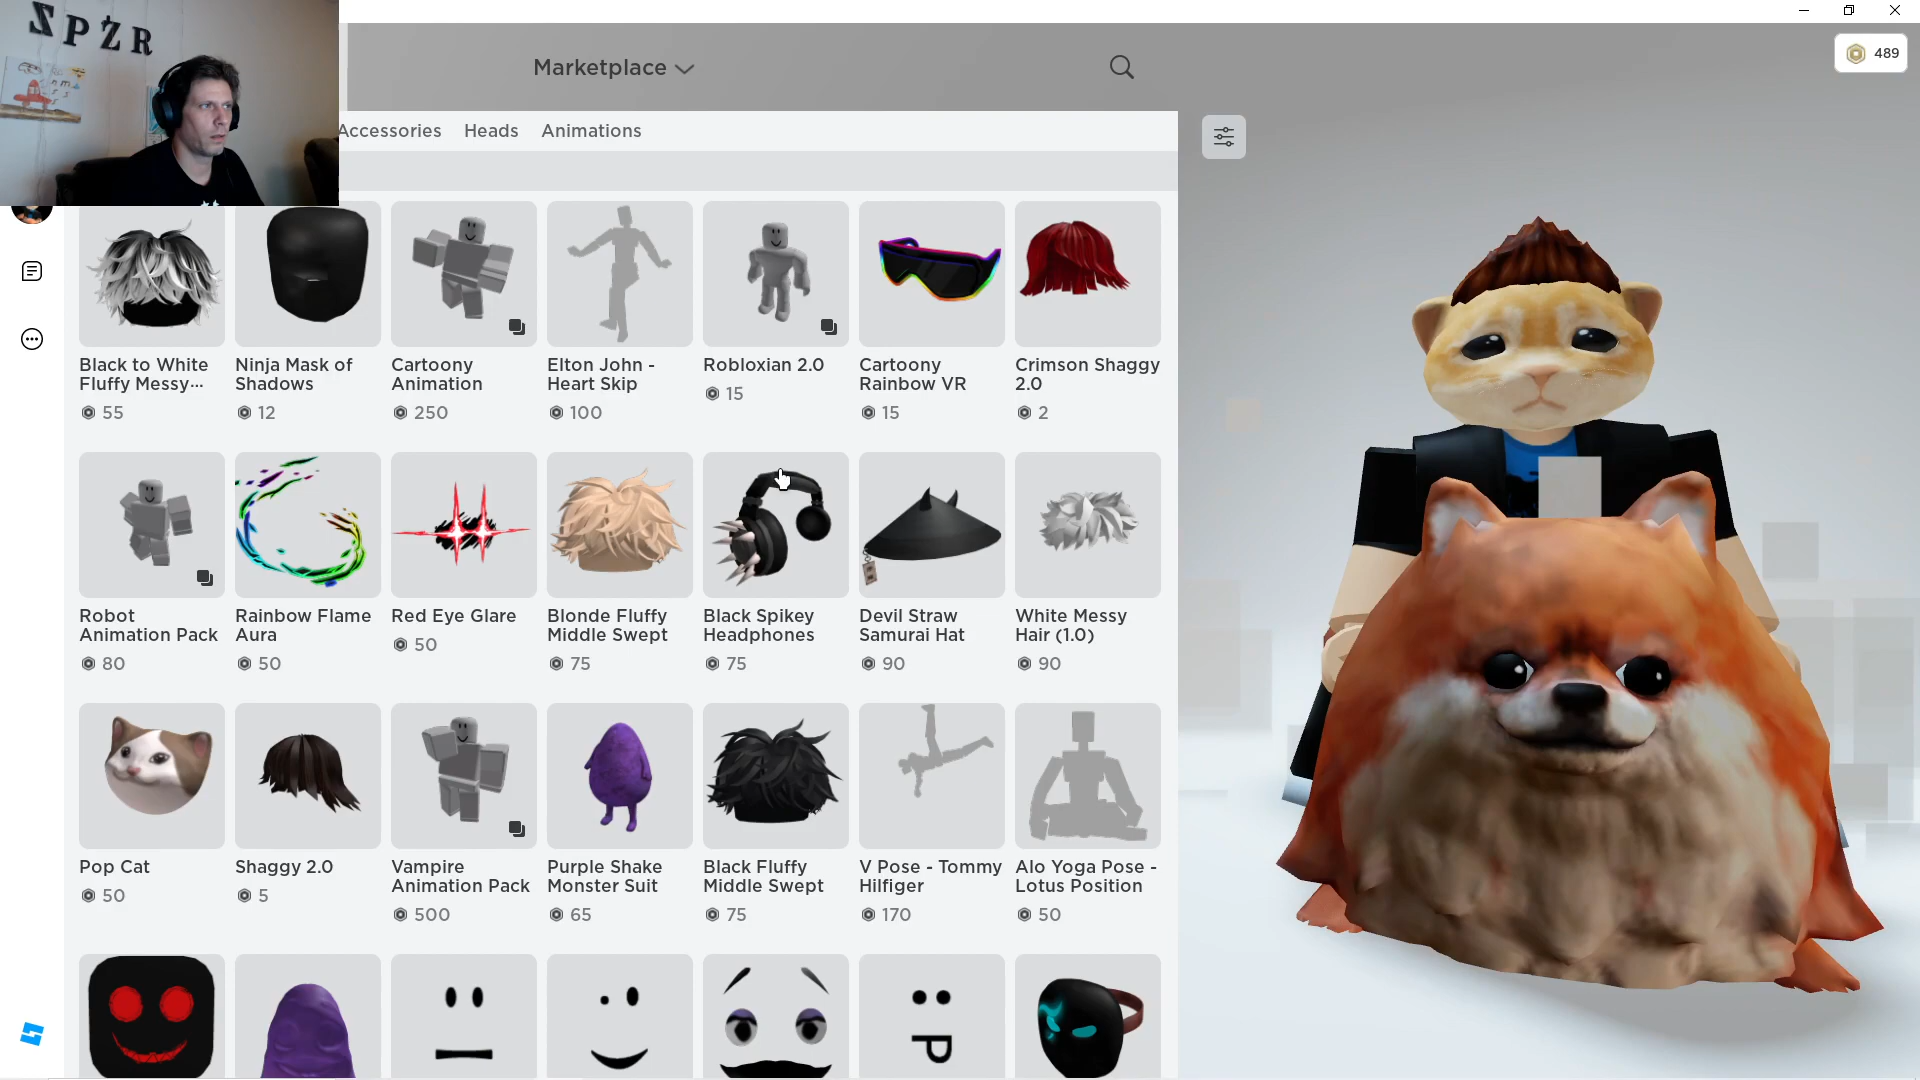 ZPŻR
Marketplace
489
Accessories Heads Animations
Black to White
Fluffy Messy...
55
Ninja Mask of
Shadows
12
Cartoony
Animation
250
Elton John -
Heart Skip
100
Robloxian 2.0
15
Cartoony
Rainbow VR
15
Crimson Shaggy
2.0
2
Robot
Animation Pack
80
Rainbow Flame
Aura
50
Red Eye Glare
50
Blonde Fluffy
Middle Swept
75
Black Spikey
Headphones
75
Devil Straw
Samurai Hat
90
White Messy
Hair (1.0)
90
Pop Cat
50
Shaggy 2.0
5
Vampire
Animation Pack
500
Purple Shake
Monster Suit
65
Black Fluffy
Middle Swept
75
V Pose - Tommy
Hilfiger
170
Alo Yoga Pose -
Lotus Position
50